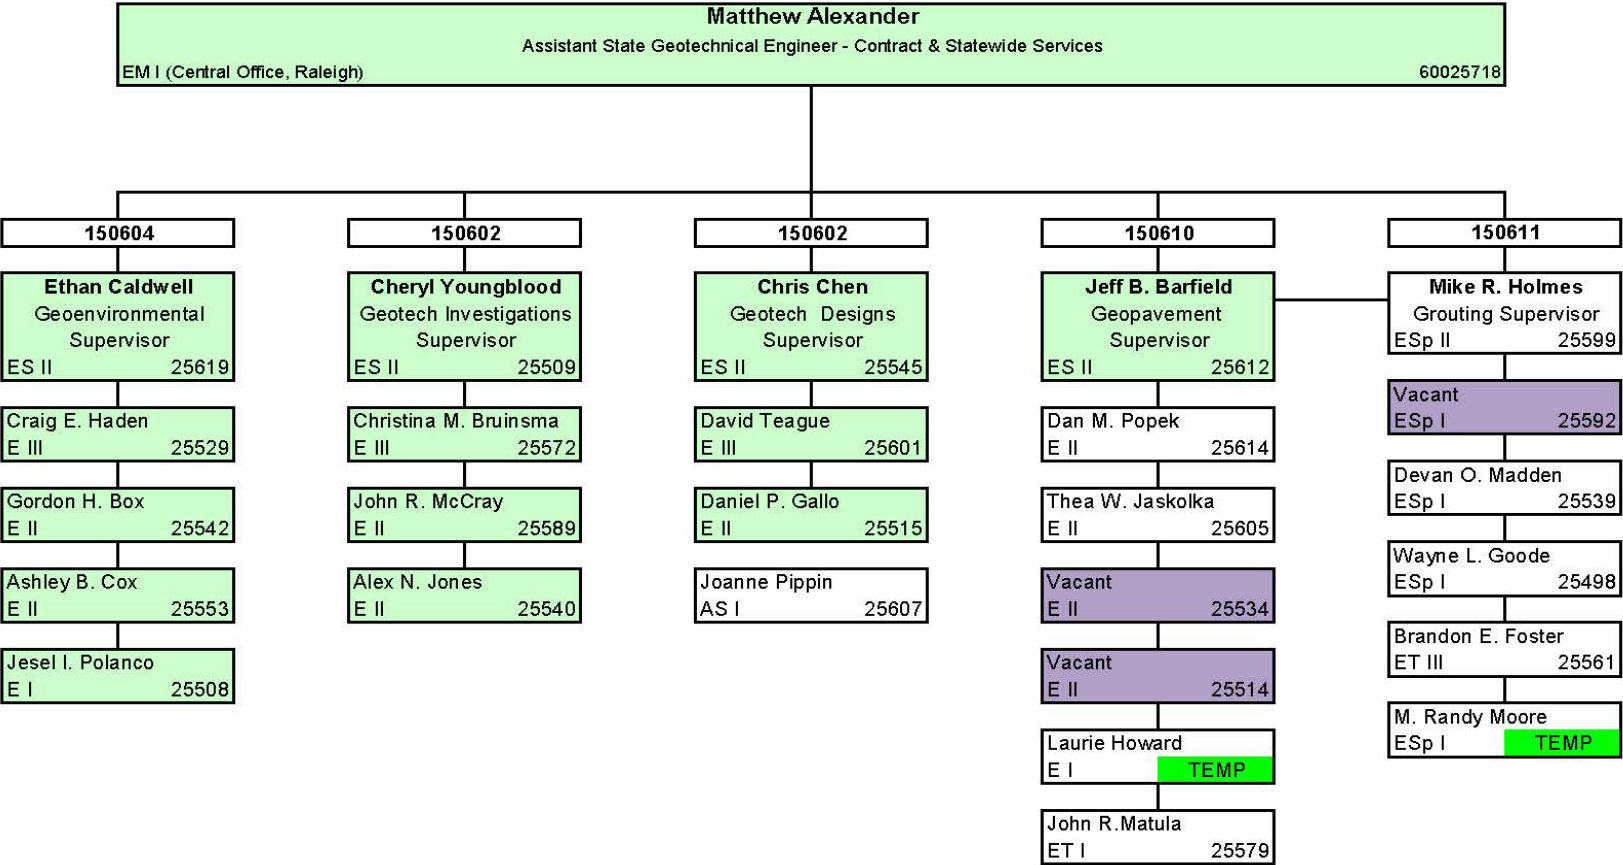 Matthew Alexander
Assistant State Geotechnical Engineer - Contract & Statewide Services
EM I (Central Office, Raleigh) 60025718
150604
Ethan Caldwell
Geoenvironmental
Supervisor
ES II 25619
Craig E. Haden
E III 25529
Gordon H. Box
E II 25542
Ashley B. Cox
E II 25553
Jesel I. Polanco
E I 25508
150602
Cheryl Youngblood
Geotech Investigations
Supervisor
ES II 25509
Christina M. Bruinsma
E III 25572
John R. McCray
E II 25589
Alex N. Jones
E II 25540
150602
Chris Chen
Geotech Designs
Supervisor
ES II 25545
David Teague
E III 25601
Daniel P. Gallo
E II 25515
Joanne Pippin
AS I 25607
150610
Jeff B. Barfield
Geopavement
Supervisor
ES II 25612
Dan M. Popek
E II 25614
Thea W. Jaskolka
E II 25605
Vacant
E II 25534
Vacant
E II 25514
Laurie Howard
E I TEMP
John R.Matula
ET I 25579
150611
Mike R. Holmes
Grouting Supervisor
ESp II 25599
Vacant
ESp I 25592
Devan O. Madden
ESp I 25539
Wayne L. Goode
ESp I 25498
Brandon E. Foster
ET III 25561
M. Randy Moore
ESp I TEMP